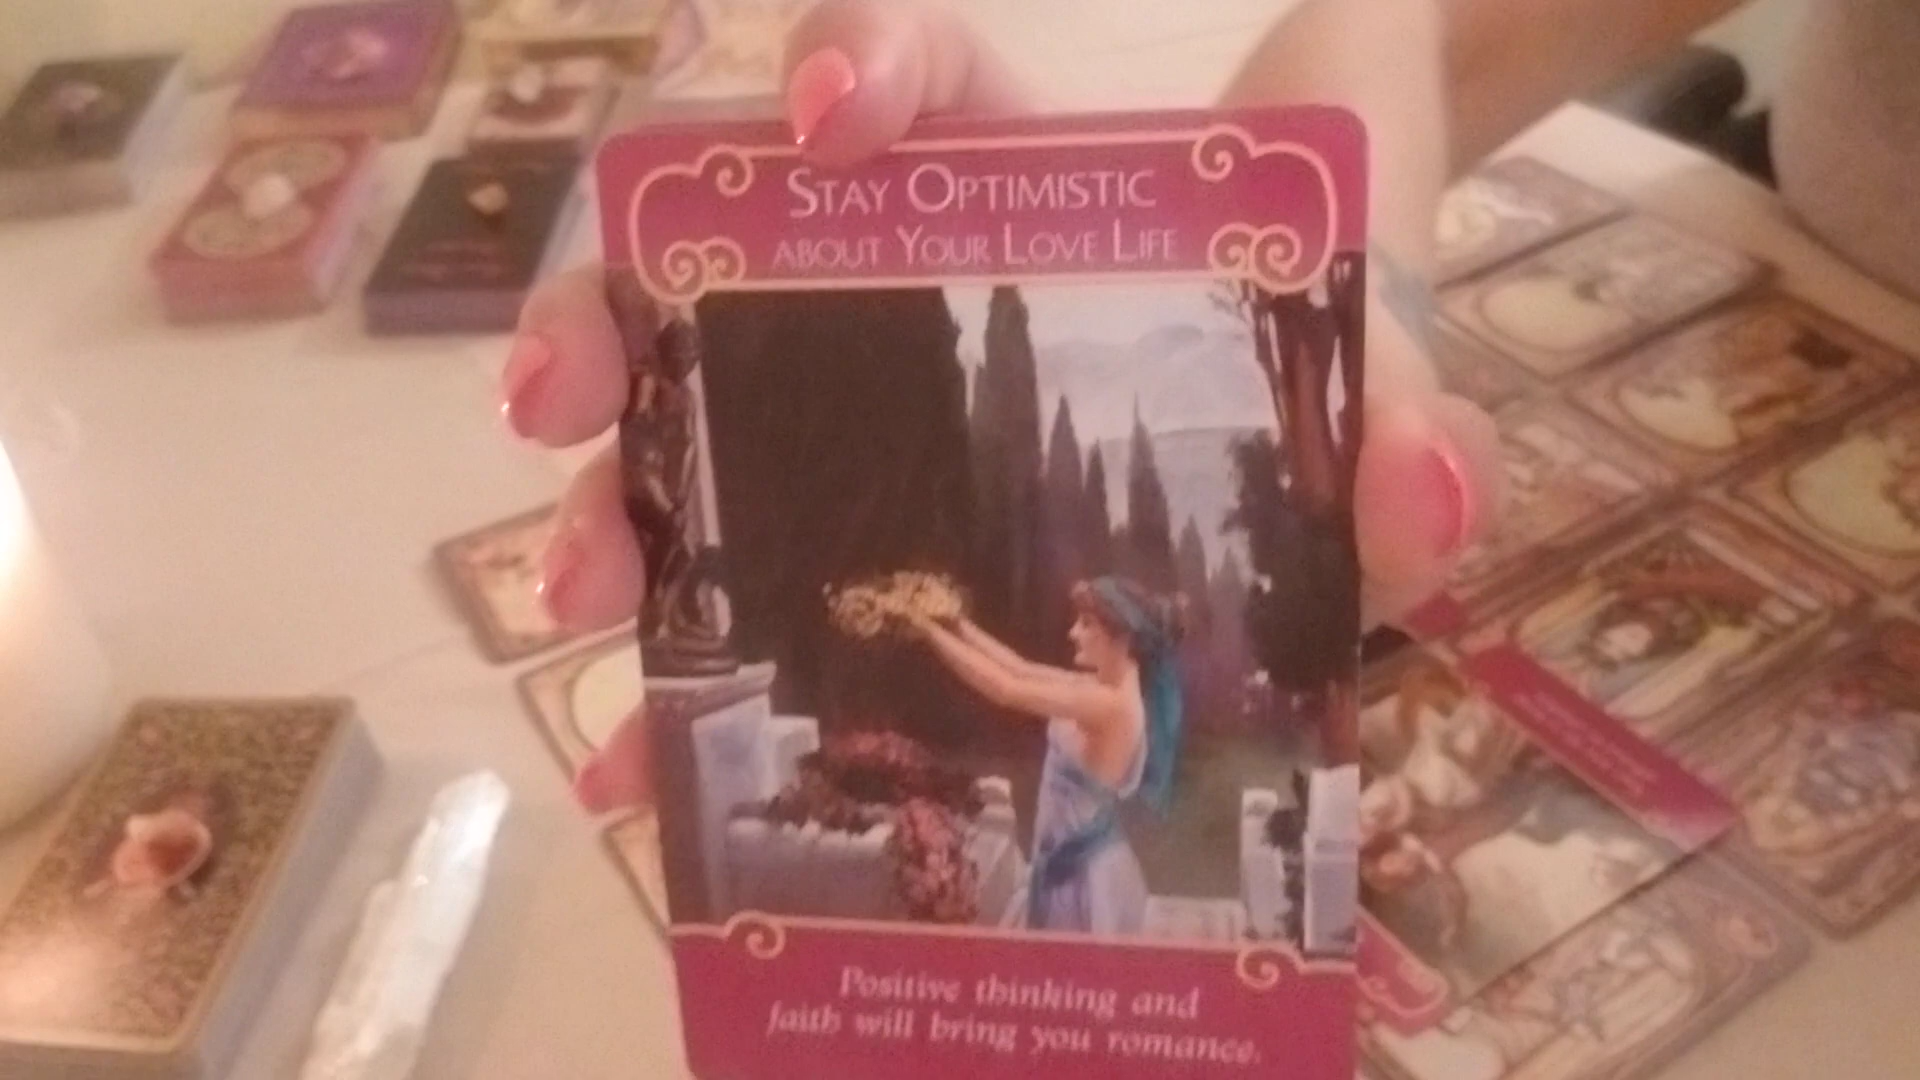 Stay Optimistic
about Your Love Life
Positive thinking and
faith will bring you romance.